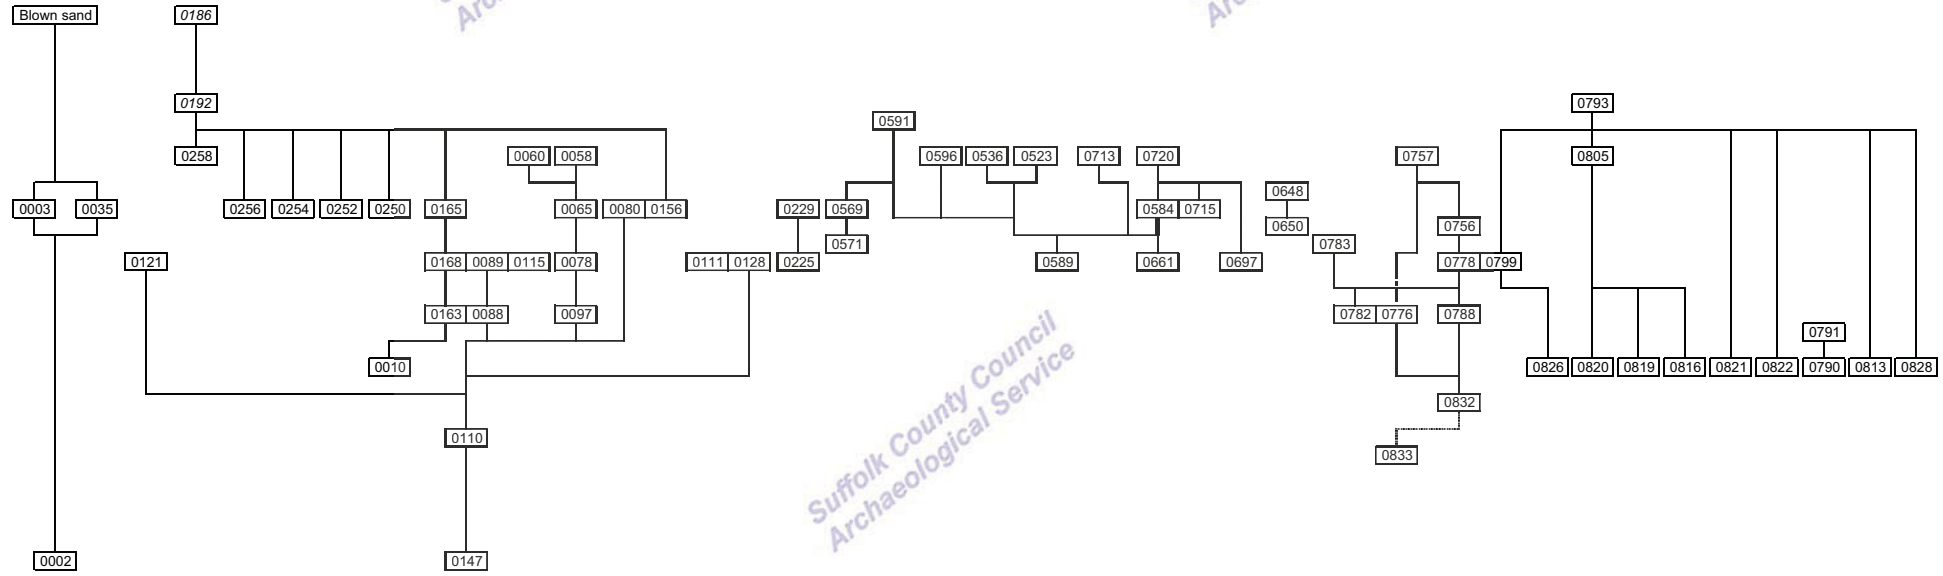 Blown sand 0186
0192 0793
0591
0258 0060 0058 0596 0536 0523 0713 0720 0757 0805
0648
0003 0035 0256 0254 0252 0250 0165 0065 0080 0156 0229 0569 0584 0715
0650 0756
0571 0783
0121 0168 0089 0115 0078 0111 0128 0225 0589 0661 0697 0778 0799
0163 0088 0097 0782 0776 0788
0791
0010 0826 0820 0819 0816 0821 0822 0790 0813 0828
0832
0110
0833
0002 0147
Suffolk County Council
Archaeological Service